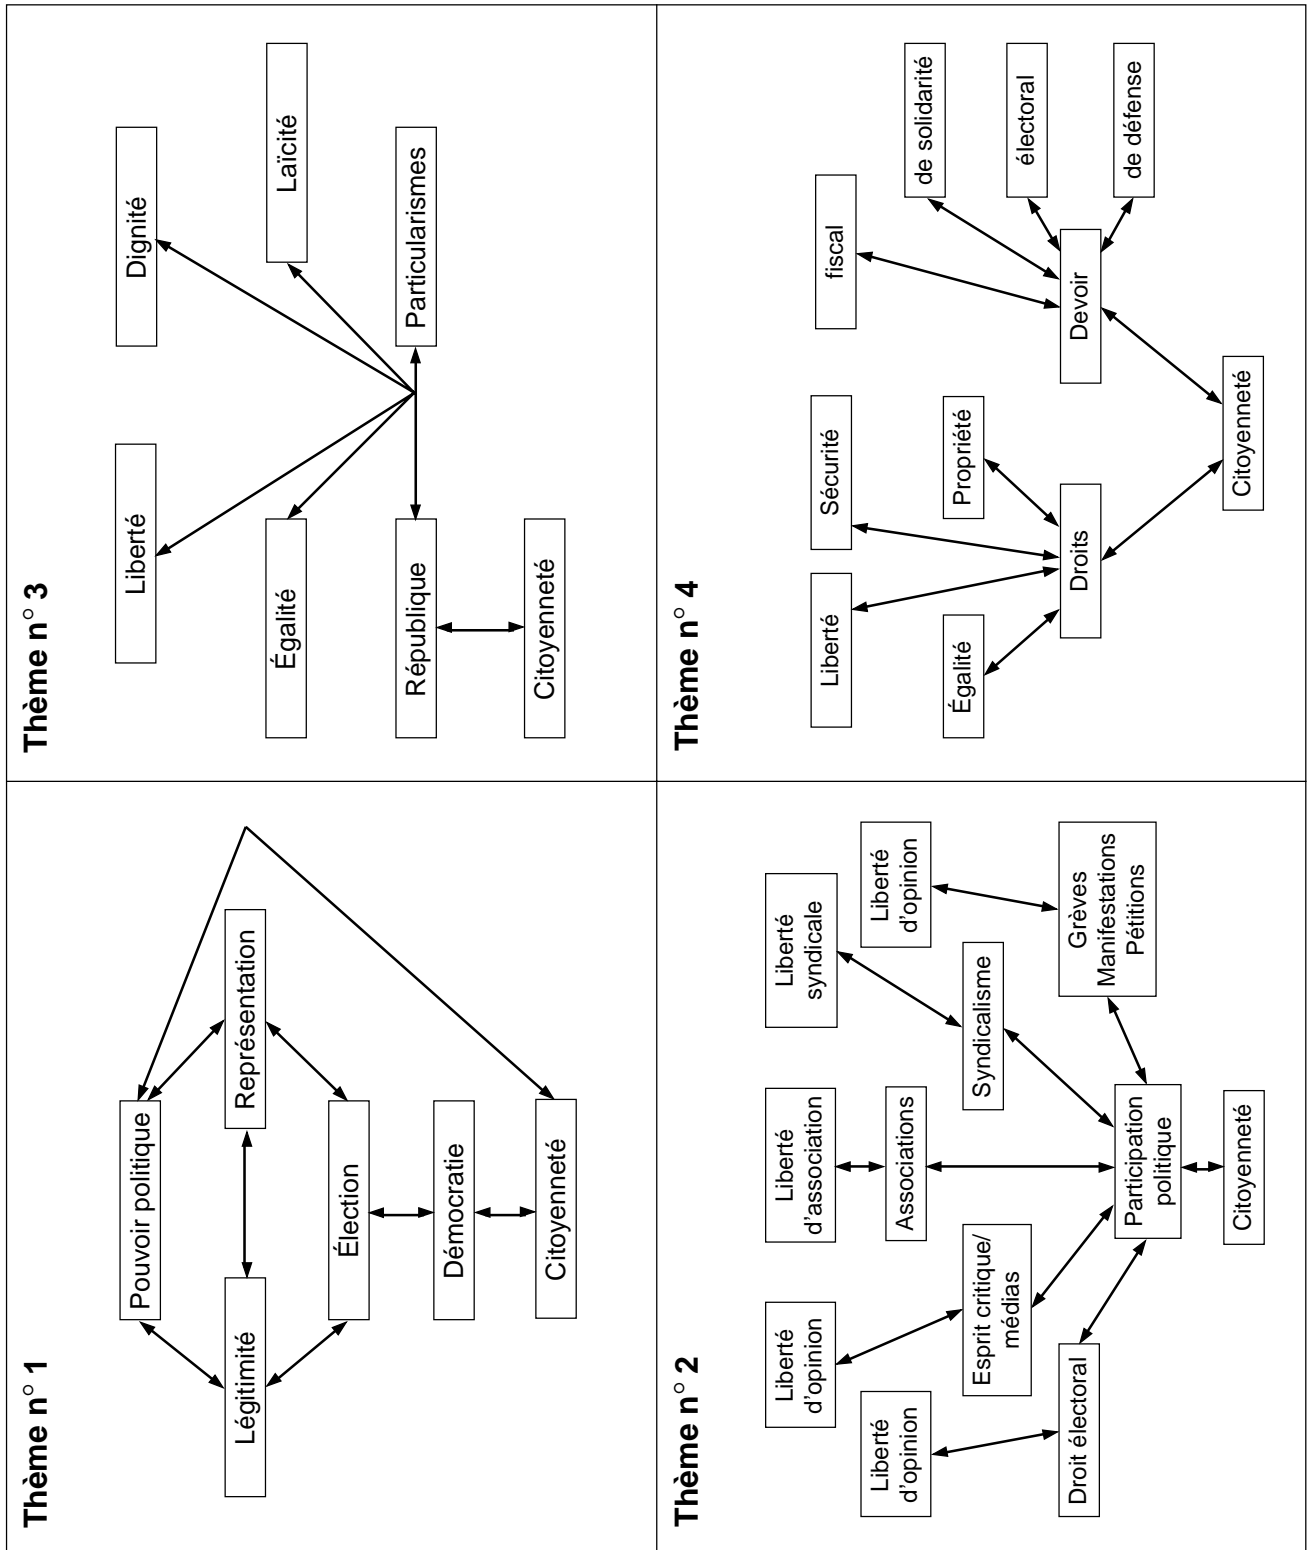 Thème n° 1
Pouvoir politique
Légitimité
Représentation
Élection
Démocratie
Citoyenneté
Thème n° 2
Liberté
d'opinion
Liberté
d'opinion
Liberté
d'association
Liberté
syndicale
Liberté
d'opinion
Droit électoral
Esprit critique/
médias
Associations
Syndicalisme
Grèves
Manifestations
Pétitions
Participation
politique
Citoyenneté
Thème n° 3
Liberté
Dignité
Égalité
Laïcité
République
Particularismes
Citoyenneté
Thème n° 4
Liberté
Sécurité
fiscal
Égalité
Propriété
de solidarité
électoral
de défense
Droits
Devoir
Citoyenneté